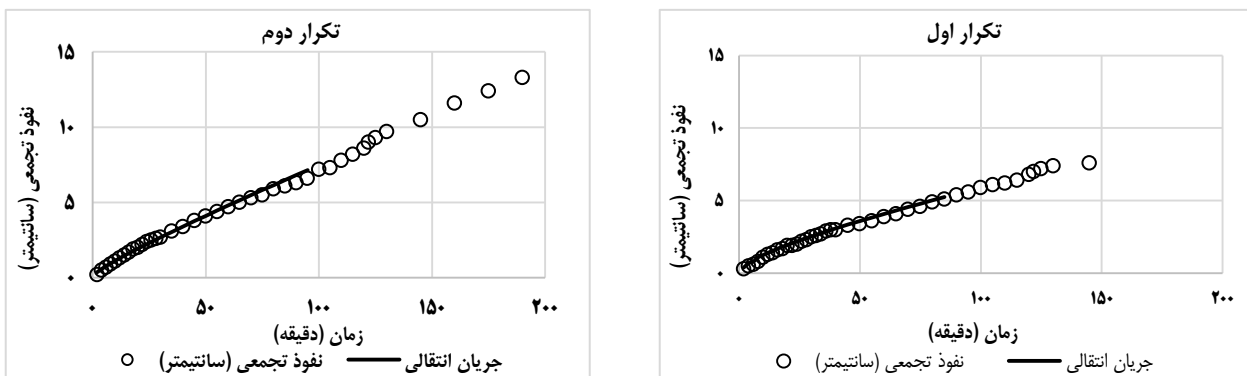 تکرار اول
نفوذ تجمعی (سانتیمتر)
۱۵
۱۰
۵
۰
۰ ۵۰ ۱۰۰ ۱۵۰ ۲۰۰
زمان (دقیقه)
نفوذ تجمعی (سانتیمتر) جریان انتقالی
تکرار دوم
نفوذ تجمعی (سانتیمتر)
۱۵
۱۰
۵
۰
۰ ۵۰ ۱۰۰ ۱۵۰ ۲۰۰
زمان (دقیقه)
نفوذ تجمعی (سانتیمتر) جریان انتقالی